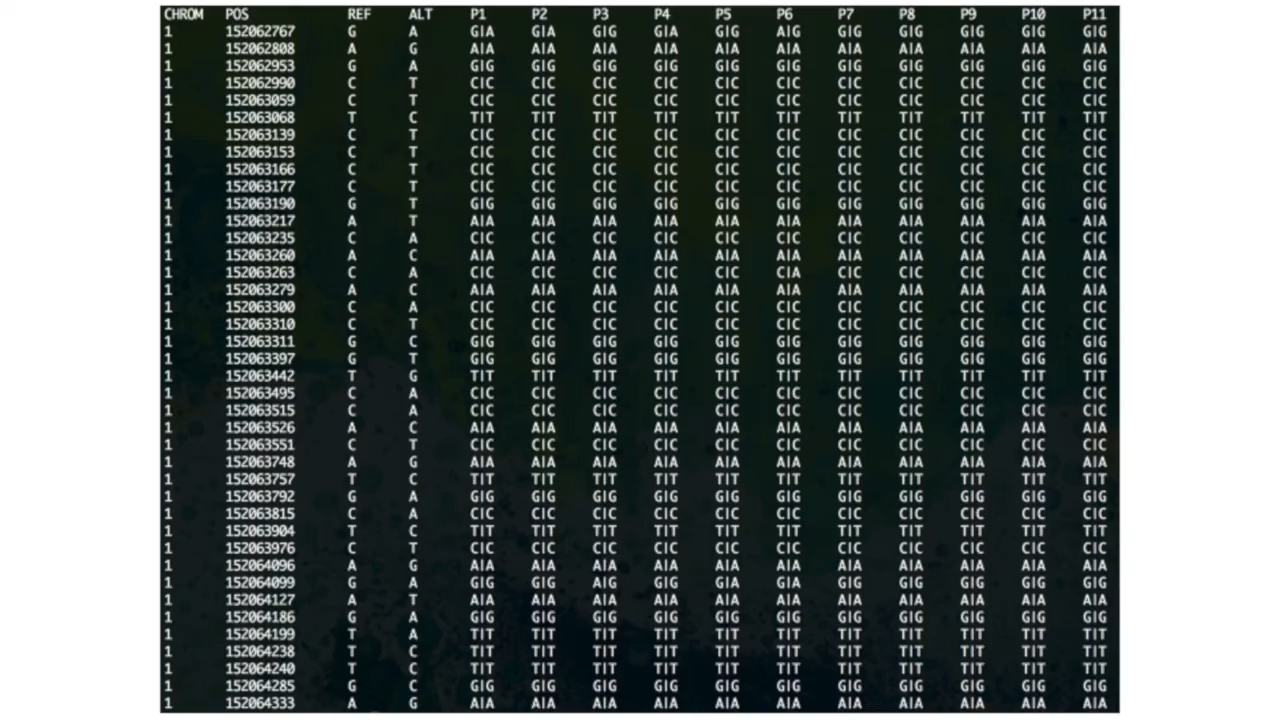 CHROM POS REF ALT P1 P2 P3 P4 P5 P6 P7 P8 P9 P10 P11
1 152062767 G A G|A G|A G|G G|A G|G A|G G|G G|G G|G G|G G|G
1 152062808 A G A|A A|A A|A A|A A|A A|A A|A A|A A|A A|A A|A
1 152062953 G A G|G G|G G|G G|G G|G G|G G|G G|G G|G G|G G|G
1 152062990 C T C|C C|C C|C C|C C|C C|C C|C C|C C|C C|C C|C
1 152063059 C T C|C C|C C|C C|C C|C C|C C|C C|C C|C C|C C|C
1 152063068 T C T|T T|T T|T T|T T|T T|T T|T T|T T|T T|T T|T
1 152063139 C T C|C C|C C|C C|C C|C C|C C|C C|C C|C C|C C|C
1 152063153 C T C|C C|C C|C C|C C|C C|C C|C C|C C|C C|C C|C
1 152063166 C T C|C C|C C|C C|C C|C C|C C|C C|C C|C C|C C|C
1 152063177 C T C|C C|C C|C C|C C|C C|C C|C C|C C|C C|C C|C
1 152063190 G T G|G G|G G|G G|G G|G G|G G|G G|G G|G G|G G|G
1 152063217 A T A|A A|A A|A A|A A|A A|A A|A A|A A|A A|A A|A
1 152063235 C A C|C C|C C|C C|C C|C C|C C|C C|C C|C C|C C|C
1 152063260 A C A|A A|A A|A A|A A|A A|A A|A A|A A|A A|A A|A
1 152063263 C A C|C C|C C|C C|C C|C C|A C|C C|C C|C C|C C|C
1 152063279 A C A|A A|A A|A A|A A|A A|A A|A A|A A|A A|A A|A
1 152063300 C A C|C C|C C|C C|C C|C C|C C|C C|C C|C C|C C|C
1 152063310 C T C|C C|C C|C C|C C|C C|C C|C C|C C|C C|C C|C
1 152063311 G C G|G G|G G|G G|G G|G G|G G|G G|G G|G G|G G|G
1 152063397 G T G|G G|G G|G G|G G|G G|G G|G G|G G|G G|G G|G
1 152063442 T G T|T T|T T|T T|T T|T T|T T|T T|T T|T T|T T|T
1 152063495 C A C|C C|C C|C C|C C|C C|C C|C C|C C|C C|C C|C
1 152063515 C A C|C C|C C|C C|C C|C C|C C|C C|C C|C C|C C|C
1 152063526 A C A|A A|A A|A A|A A|A A|A A|A A|A A|A A|A A|A
1 152063551 C T C|C C|C C|C C|C C|C C|C C|C C|C C|C C|C C|C
1 152063748 A G A|A A|A A|A A|A A|A A|A A|A A|A A|A A|A A|A
1 152063757 T C T|T T|T T|T T|T T|T T|T T|T T|T T|T T|T T|T
1 152063792 G A G|G G|G G|G G|G G|G G|G G|G G|G G|G G|G G|G
1 152063815 C A C|C C|C C|C C|C C|C C|C C|C C|C C|C C|C C|C
1 152063904 T C T|T T|T T|T T|T T|T T|T T|T T|T T|T T|T T|T
1 152063976 C T C|C C|C C|C C|C C|C C|C C|C C|C C|C C|C C|C
1 152064096 A G A|A A|A A|A A|A A|A A|A A|A A|A A|A A|A A|A
1 152064099 G A G|G G|G A|G G|G G|A G|A G|G G|G G|G G|G G|G
1 152064127 A T A|A A|A A|A A|A A|A A|A A|A A|A A|A A|A A|A
1 152064186 G A G|G G|G G|G G|G G|G G|G G|G G|G G|G G|G G|G
1 152064199 T A T|T T|T T|T T|T T|T T|T T|T T|T T|T T|T T|T
1 152064238 T C T|T T|T T|T T|T T|T T|T T|T T|T T|T T|T T|T
1 152064240 T C T|T T|T T|T T|T T|T T|T T|T T|T T|T T|T T|T
1 152064285 G C G|G G|G G|G G|G G|G G|G G|G G|G G|G G|G G|G
1 152064333 A G A|A A|A A|A A|A A|A A|A A|A A|A A|A A|A A|A